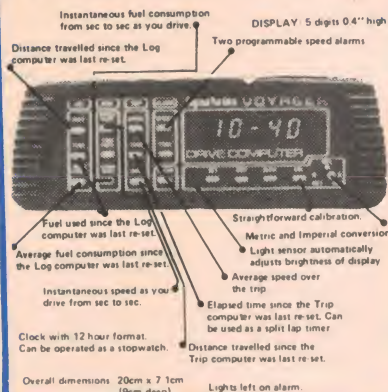 Instantaneous fuel consumption
from sec to sec as you drive.
DISPLAY: 5 digits 0.4" high
Distance travelled since the Log
computer was last re-set.
Two programmable speed alarms
VOYAGER
10-40
DRIVE COMPUTER
Fuel used since the Log
computer was last re-set.
Average fuel consumption since
the Log computer was last re-set.
Instantaneous speed as you
drive from sec to sec.
Clock with 12 hour format.
Can be operated as a stopwatch.
Straightforward calibration.
Metric and Imperial conversion
Light sensor automatically
adjusts brightness of display
Average speed over
the trip
Elapsed time since the Trip
computer was last re-set. Can
be used as a split lap timer
Distance travelled since the
Trip computer was last re-set.
Overall dimensions 20cm x 7 1cm
Lights left on alarm.